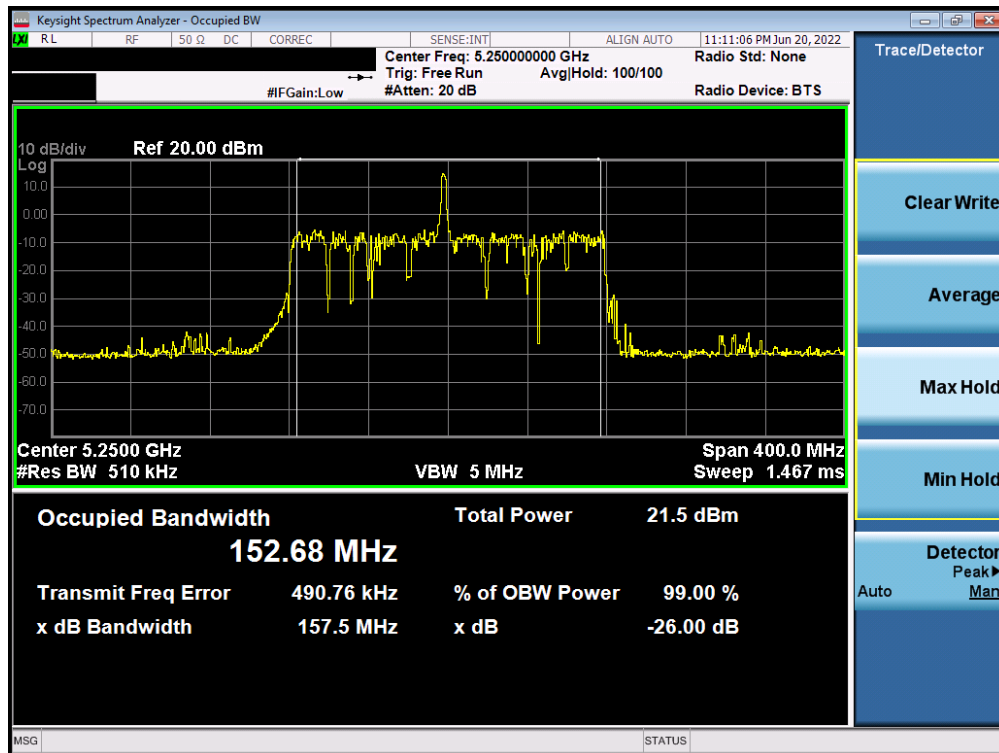 Keysight Spectrum Analyzer - Occupied BW
LXI RL RF 50 Ω DC CORREC SENSE:INT ALIGN AUTO 11:11:06 PM Jun 20, 2022
Center Freq: 5.250000000 GHz Radio Std: None
Trig: Free Run Avg|Hold: 100/100
#IFGain:Low #Atten: 20 dB Radio Device: BTS
10 dB/div Ref 20.00 dBm
Log
10.0
0.00
-10.0
-20.0
-30.0
-40.0
-50.0
-60.0
-70.0
Center 5.2500 GHz Span 400.0 MHz
#Res BW 510 kHz VBW 5 MHz Sweep 1.467 ms
Occupied Bandwidth Total Power 21.5 dBm
152.68 MHz
Transmit Freq Error 490.76 kHz % of OBW Power 99.00 %
x dB Bandwidth 157.5 MHz x dB -26.00 dB
MSG STATUS
Trace/Detector
Clear Write
Average
Max Hold
Min Hold
Detector
Peak▶
Auto Man